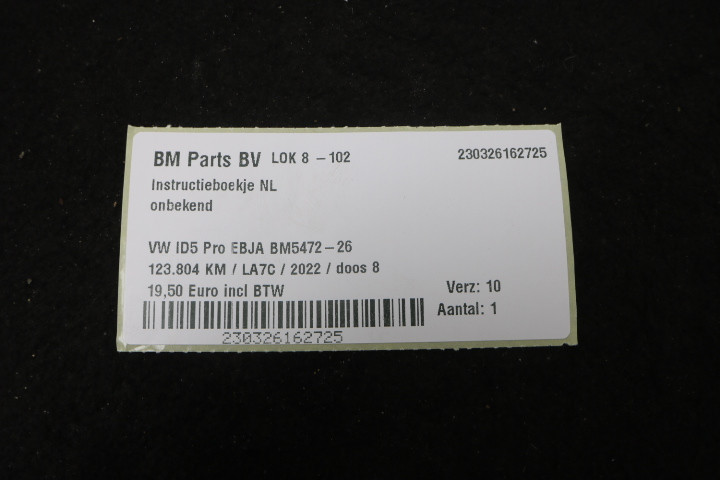 BM Parts BV LOK 8 - 102 230326162725
Instructieboekje NL
onbekend
VW ID5 Pro EBJA BM5472-26
123.804 KM / LA7C / 2022 / doos 8
19,50 Euro incl BTW Verz: 10
Aantal: 1
230326162725